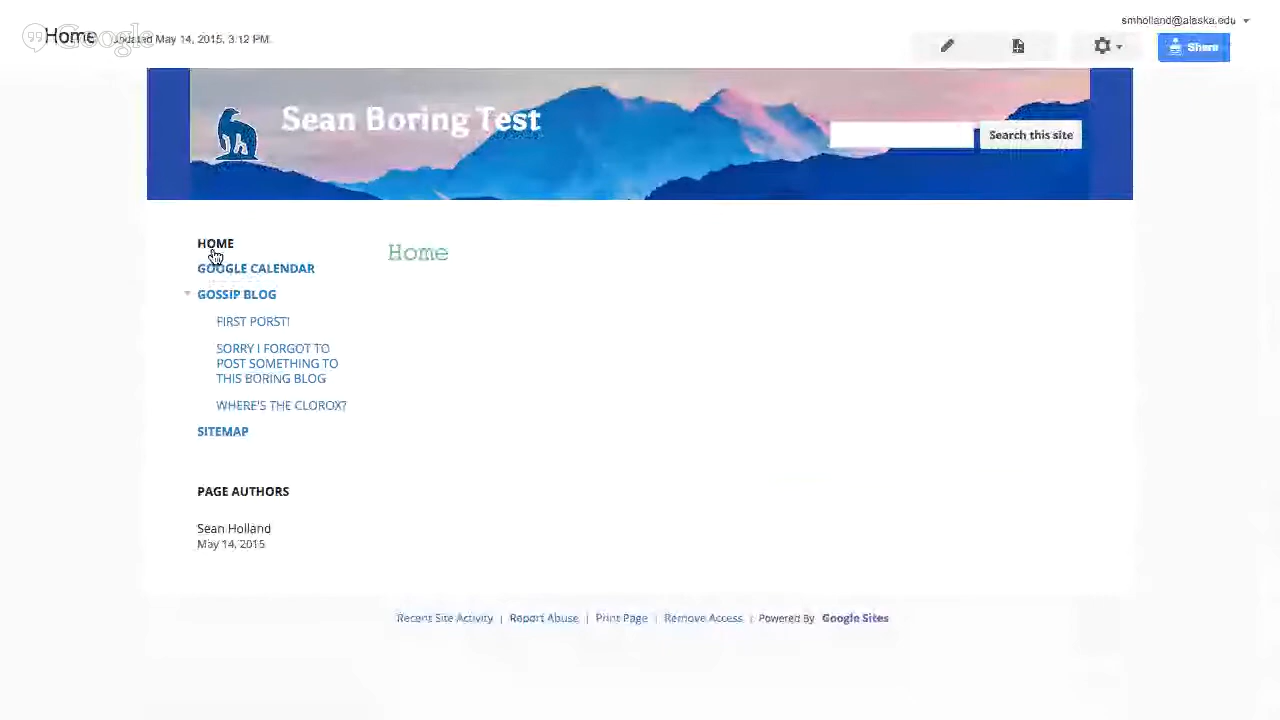 smholland@alaska.edu
Home
Google
Updated May 14, 2015, 3:12 PM
Share
Sean Boring Test
Search this site
HOME
GOOGLE CALENDAR
GOSSIP BLOG
FIRST PORST!
SORRY I FORGOT TO
POST SOMETHING TO
THIS BORING BLOG
WHERE'S THE CLOROX?
SITEMAP
Home
PAGE AUTHORS
Sean Holland
May 14, 2015
Recent Site Activity | Report Abuse | Print Page | Remove Access | Powered By Google Sites